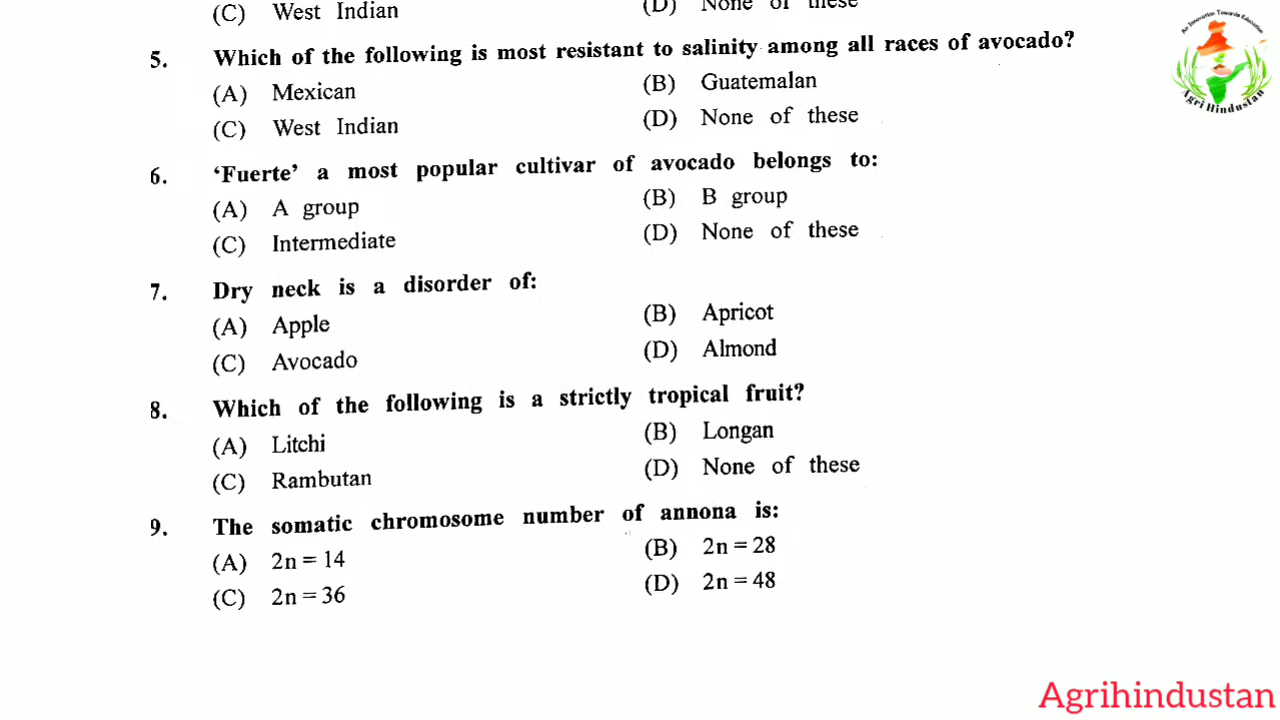 (C) West Indian (D) None of these
5. Which of the following is most resistant to salinity among all races of avocado?
(A) Mexican (B) Guatemalan
(C) West Indian (D) None of these
6. ‘Fuerte’ a most popular cultivar of avocado belongs to:
(A) A group (B) B group
(C) Intermediate (D) None of these
7. Dry neck is a disorder of:
(A) Apple (B) Apricot
(C) Avocado (D) Almond
8. Which of the following is a strictly tropical fruit?
(A) Litchi (B) Longan
(C) Rambutan (D) None of these
9. The somatic chromosome number of annona is:
(A) 2n = 14 (B) 2n = 28
(C) 2n = 36 (D) 2n = 48
An Innovation Towards Education
Agri Hindustan
Agrihindustan